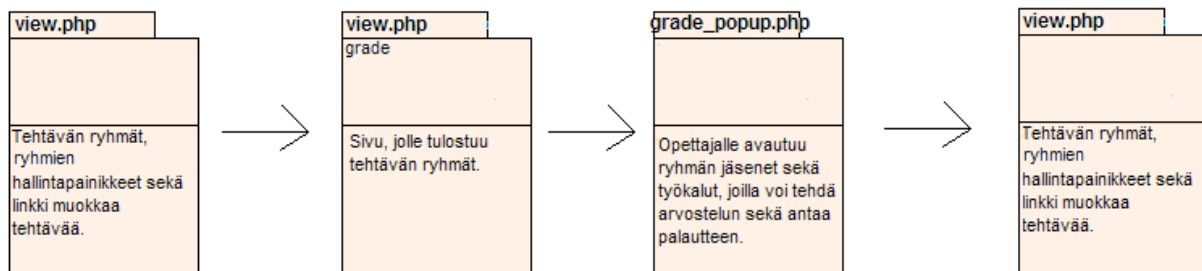 view.php
Tehtävän ryhmät,
ryhmien
hallintapainikkeet sekä
linkki muokkaa
tehtävää.
view.php
grade
Sivu, jolle tulostuu
tehtävän ryhmät.
grade_popup.php
Opettajalle avautuu
ryhmän jäsenet sekä
työkalut, joilla voi tehdä
arvostelun sekä antaa
palautteen.
view.php
Tehtävän ryhmät,
ryhmien
hallintapainikkeet sekä
linkki muokkaa
tehtävää.